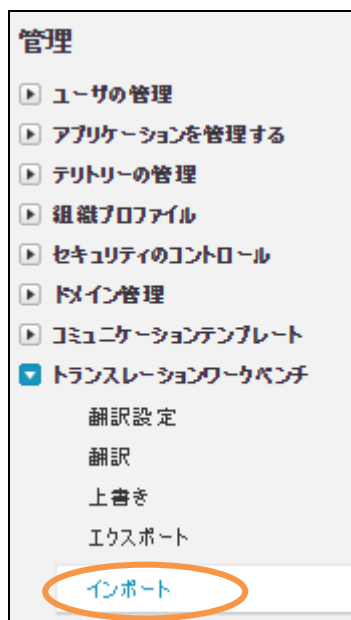 管理
ユーザの管理
アプリケーションを管理する
テリトリーの管理
組織プロファイル
セキュリティのコントロール
ドメイン管理
コミュニケーションテンプレート
トランスレーションワークベンチ
翻訳設定
翻訳
上書き
エクスポート
インポート